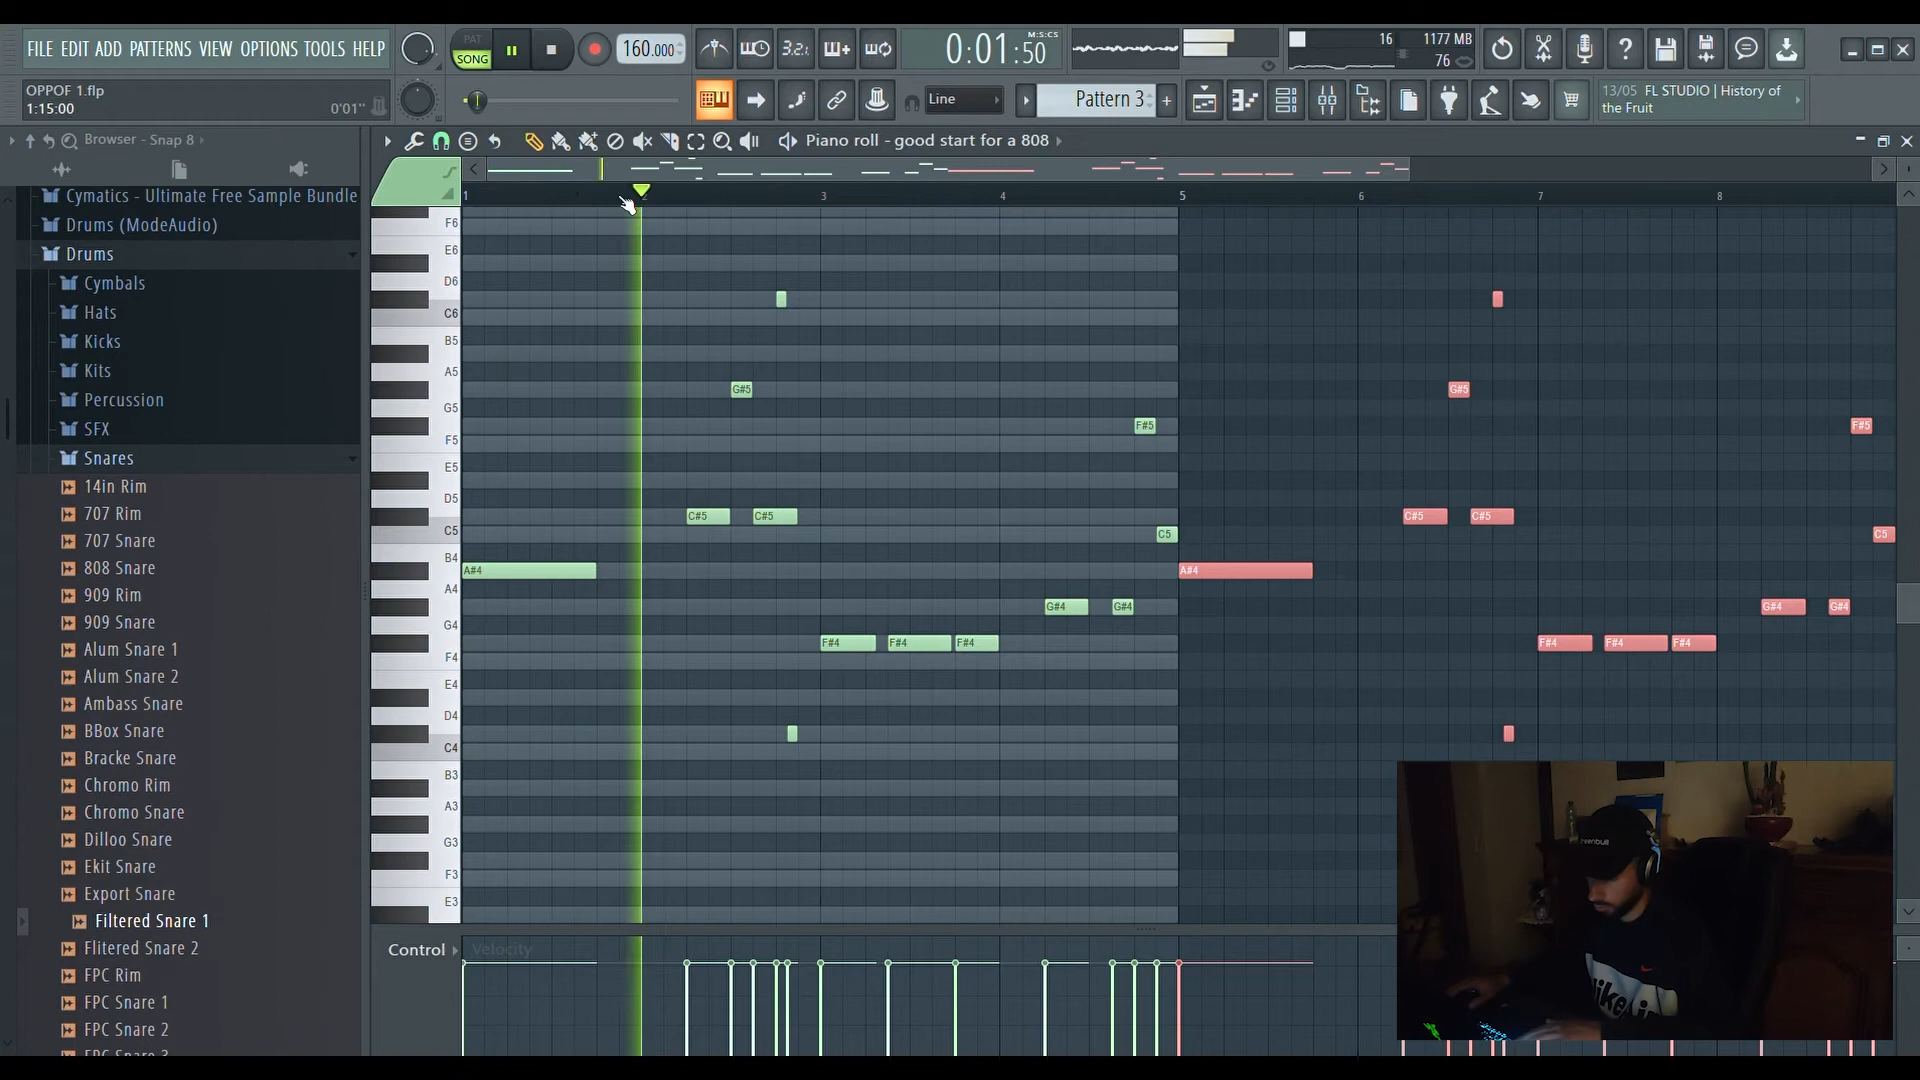 FILE EDIT ADD PATTERNS VIEW OPTIONS TOOLS HELP
PAT
SONG
160.000
3.2
M:S:CS
0:01:50
16
1177 MB
76
OPPOF 1.flp
1:15:00
0'01"
Line
Pattern 3
13/05 FL STUDIO | History of
the Fruit
Browser - Snap 8
Piano roll - good start for a 808
Cymatics - Ultimate Free Sample Bundle
Drums (ModeAudio)
Drums
Cymbals
Hats
Kicks
Kits
Percussion
SFX
Snares
14in Rim
707 Rim
707 Snare
808 Snare
909 Rim
909 Snare
Alum Snare 1
Alum Snare 2
Ambass Snare
BBox Snare
Bracke Snare
Chromo Rim
Chromo Snare
Dilloo Snare
Ekit Snare
Export Snare
Filtered Snare 1
Flitered Snare 2
FPC Rim
FPC Snare 1
FPC Snare 2
FPC Snare 3
1 2 3 4 5 6 7 8
F6
E6
D6
C6
B5
A5
G5
F5
E5
D5
C5
B4
A4
G4
F4
E4
D4
C4
B3
A3
G3
F3
E3
G#5 G#5
F#5 F#5
C#5 C#5 C#5 C#5
C5 C5
A#4 A#4
G#4 G#4 G#4 G#4
F#4 F#4 F#4 F#4 F#4 F#4
Control
Velocity